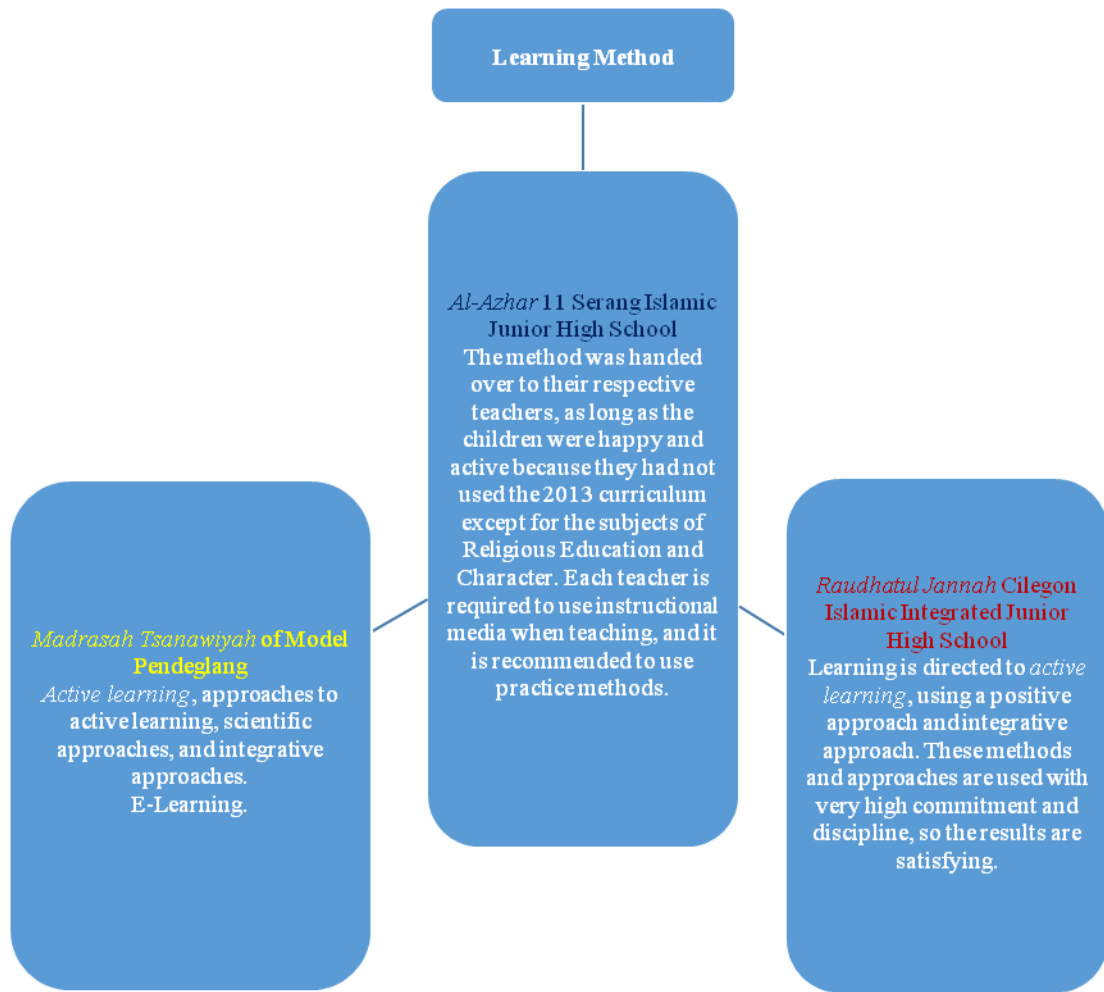 Learning Method
Al-Azhar 11 Serang Islamic
Junior High School
The method was handed
over to their respective
teachers, as long as the
children were happy and
active because they had not
used the 2013 curriculum
except for the subjects of
Religious Education and
Character. Each teacher is
required to use instructional
media when teaching, and it
is recommended to use
practice methods.
Madrasah Tsanawiyah of Model
Pendeglang
Active learning, approaches to
active learning, scientific
approaches, and integrative
approaches.
E-Learning.
Raudhatul Jannah Cilegon
Islamic Integrated Junior
High School
Learning is directed to active
learning, using a positive
approach and integrative
approach. These methods
and approaches are used with
very high commitment and
discipline, so the results are
satisfying.